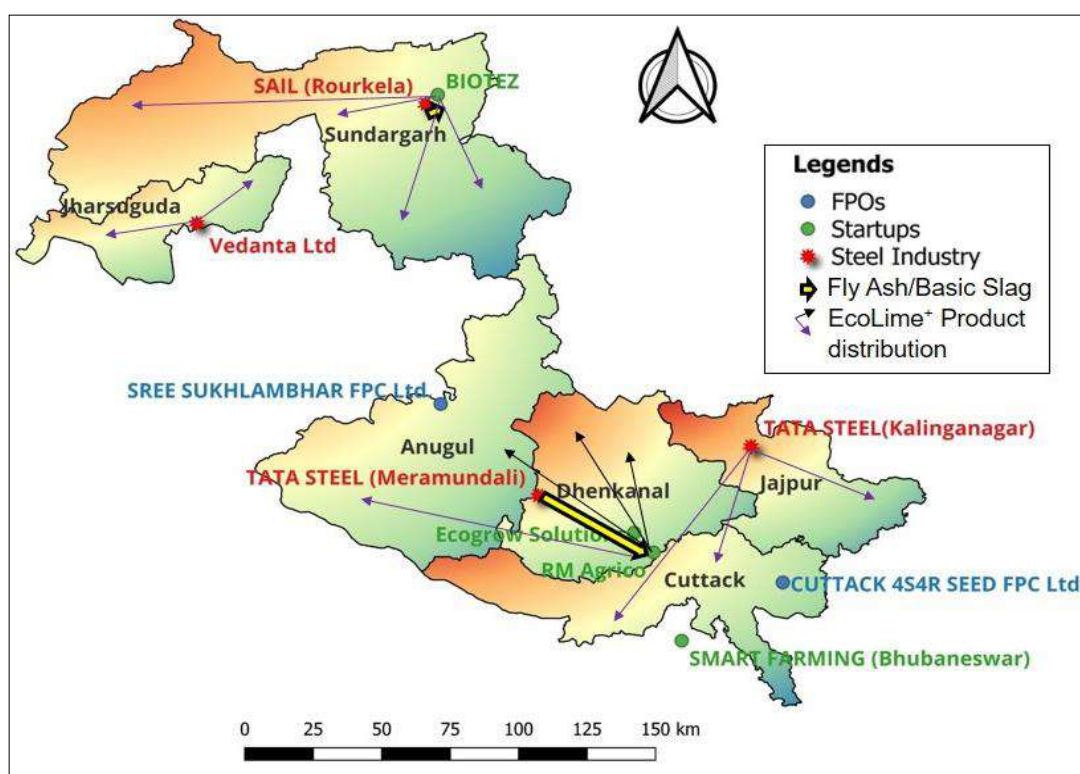 SAIL (Rourkela)
BIOTEZ
Sundargarh
Jharsuguda
Vedanta Ltd
Legends
FPOs
Startups
Steel Industry
Fly Ash/Basic Slag
EcoLime+ Product
distribution
SREE SUKHLAMBHAR FPC Ltd.
Anugul
TATA STEEL(Kalinganagar)
TATA STEEL (Meramundali)
Dhenkanal
Jajpur
Ecogrow Solution
RM Agrico
Cuttack
CUTTACK 4S4R SEED FPC Ltd
SMART FARMING (Bhubaneswar)
0 25 50 75 100 125 150 km